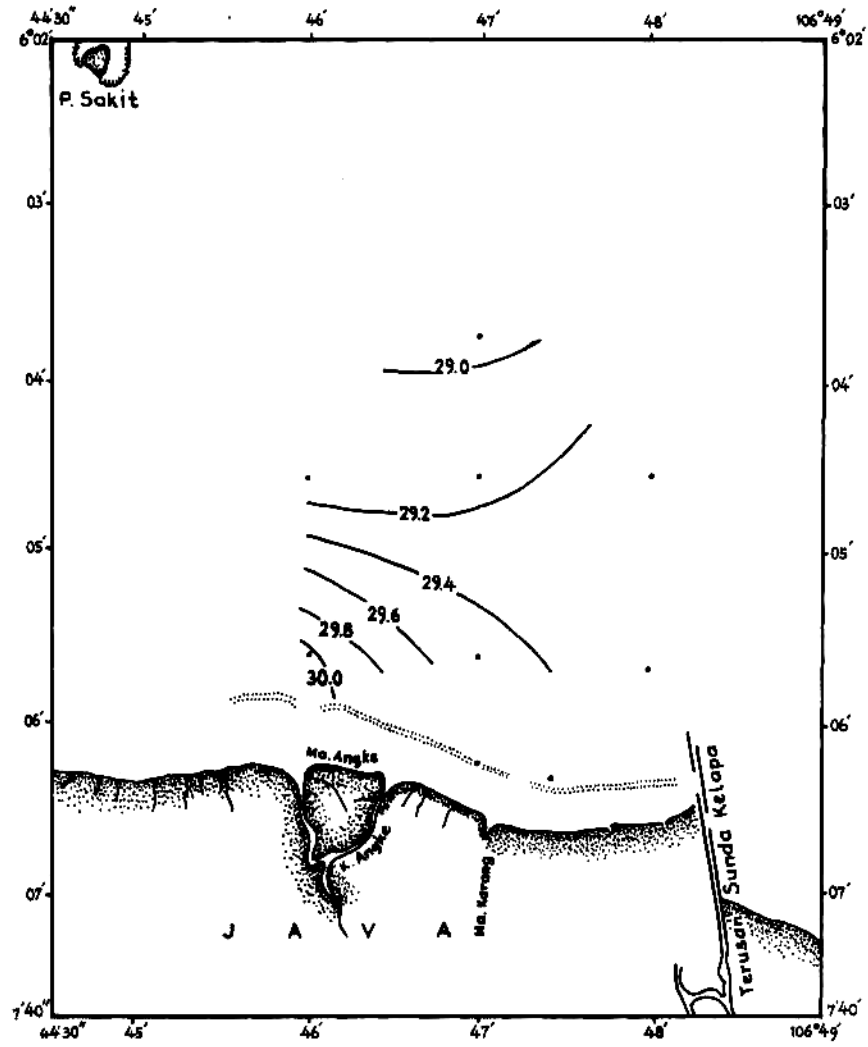 44'30" 45' 46' 47' 48' 106°49'
6°02' 6°02'
P. Sakit
03' 03'
29.0
04' 04'
29.2
05' 05'
29.4
29.6
29.8
30.0
06' 06'
Ma. Angke
K. Angke
Ma. Karang
Terusan Sunda Kelapa
07' 07'
J A V A
7'40" 7'40'
44'30" 45' 46' 47' 48' 106°49'